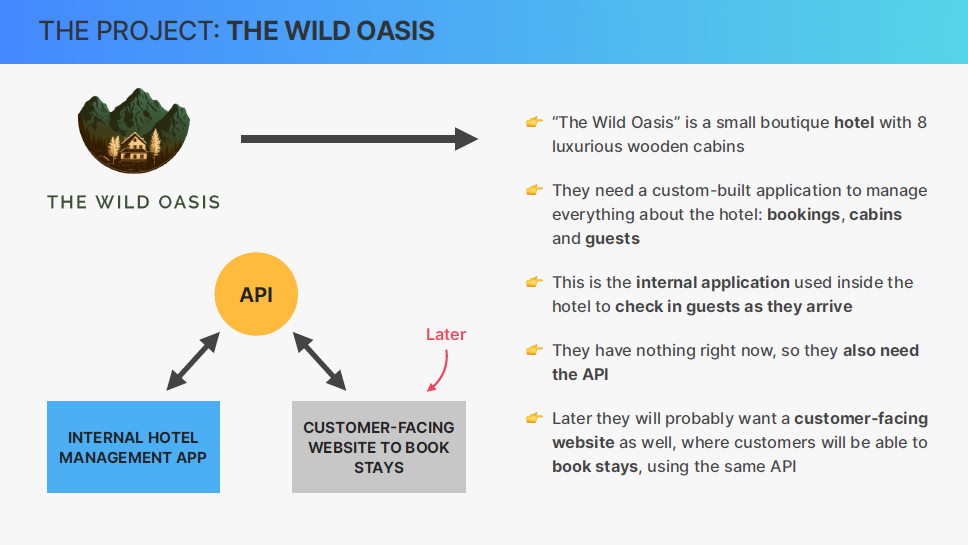 THE PROJECT: THE WILD OASIS
THE WILD OASIS
API
Later
INTERNAL HOTEL
MANAGEMENT APP
CUSTOMER-FACING
WEBSITE TO BOOK
STAYS
👉 “The Wild Oasis” is a small boutique hotel with 8
luxurious wooden cabins
👉 They need a custom-built application to manage
everything about the hotel: bookings, cabins
and guests
👉 This is the internal application used inside the
hotel to check in guests as they arrive
👉 They have nothing right now, so they also need
the API
👉 Later they will probably want a customer-facing
website as well, where customers will be able to
book stays, using the same API